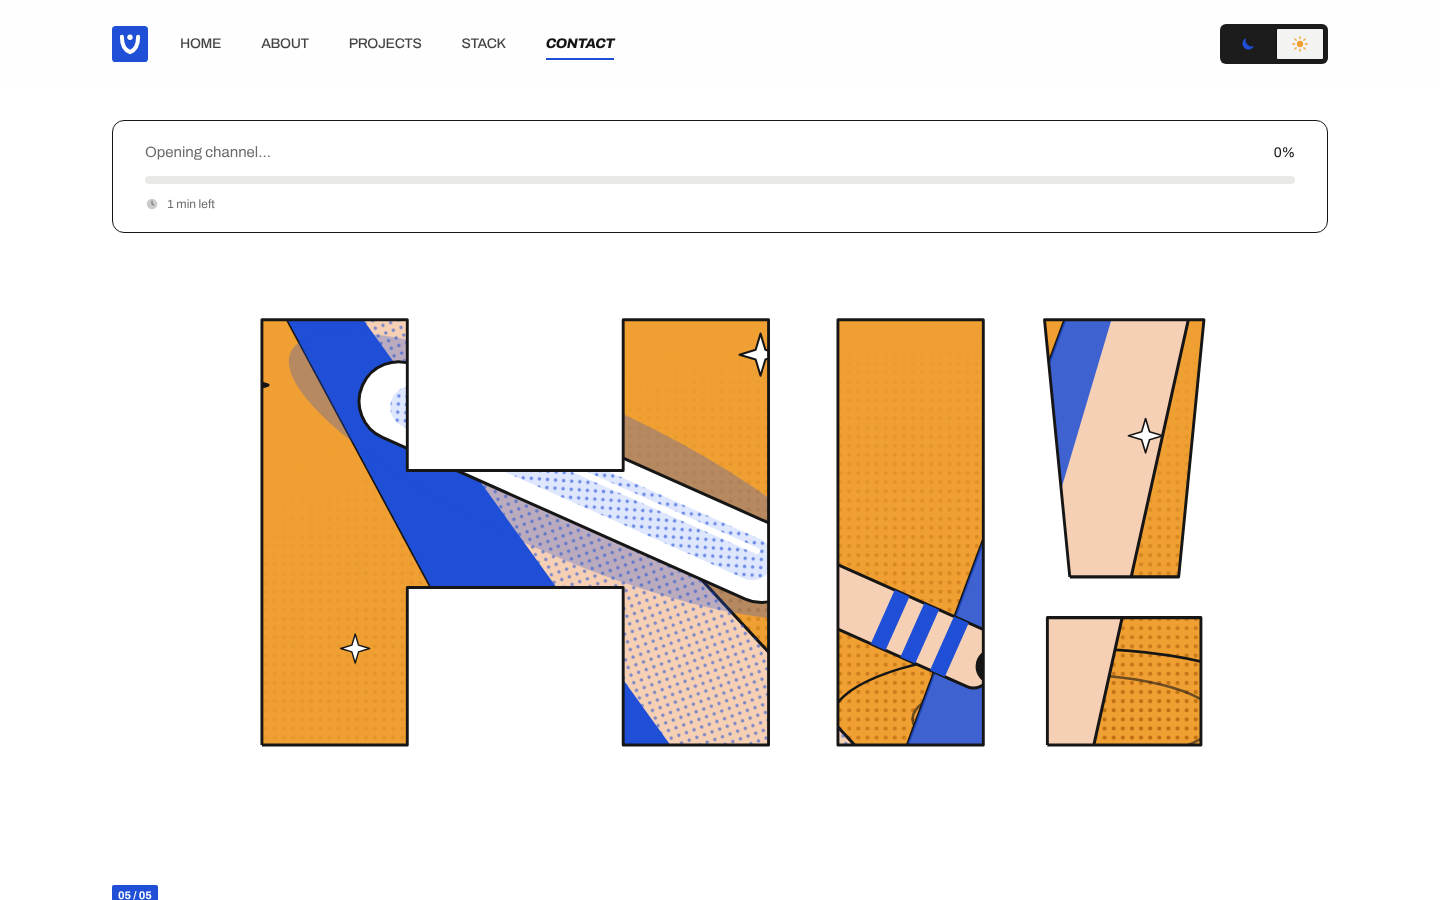 HOME ABOUT PROJECTS STACK CONTACT
Opening channel... 0%
1 min left
HI!
05 / 05